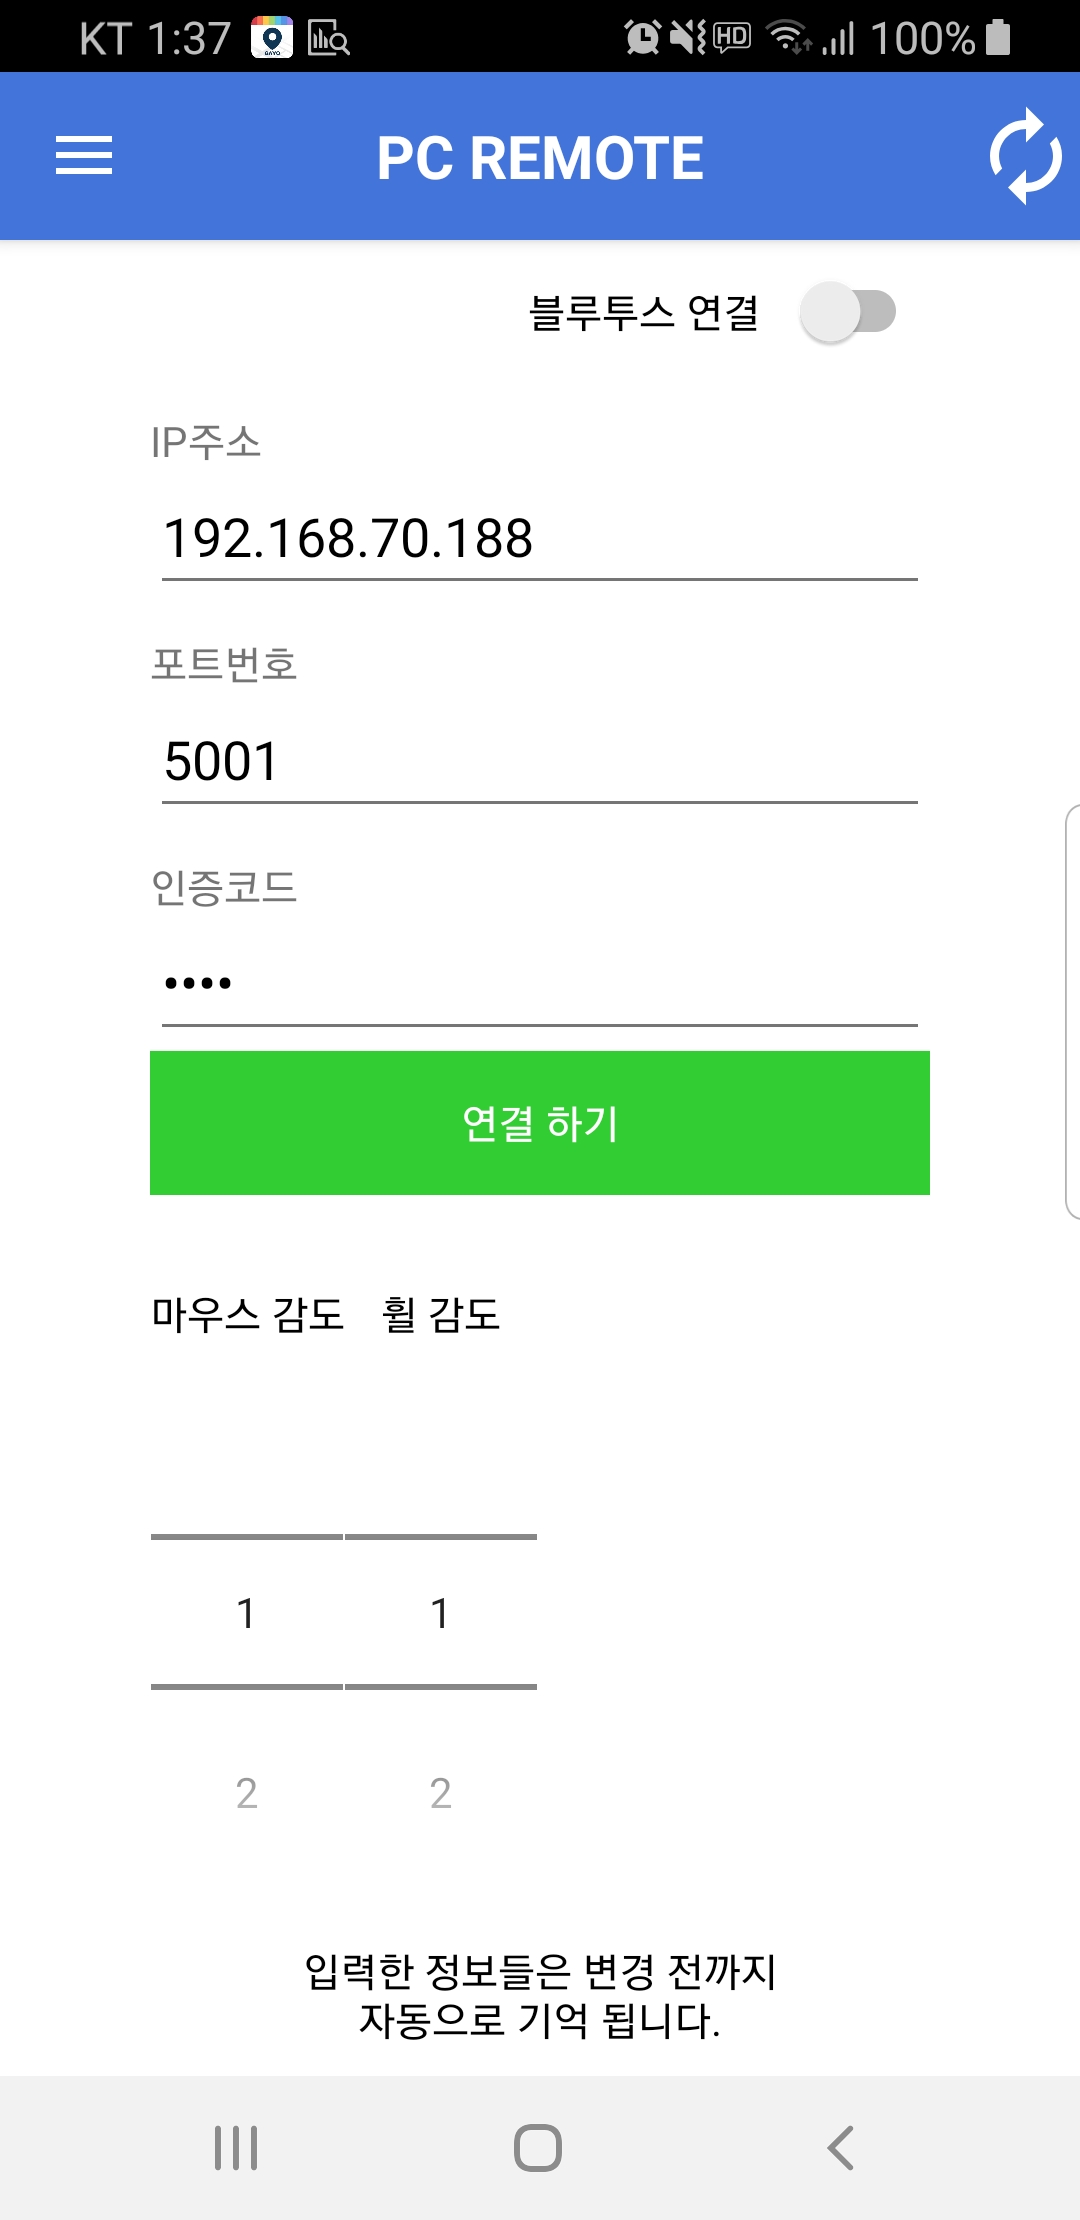 KT 1:37 GAYO HD 100%
PC REMOTE
블루투스 연결
IP주소
192.168.70.188
포트번호
5001
인증코드
••••
연결 하기
마우스 감도 휠 감도
1 1
2 2
입력한 정보들은 변경 전까지
자동으로 기억 됩니다.